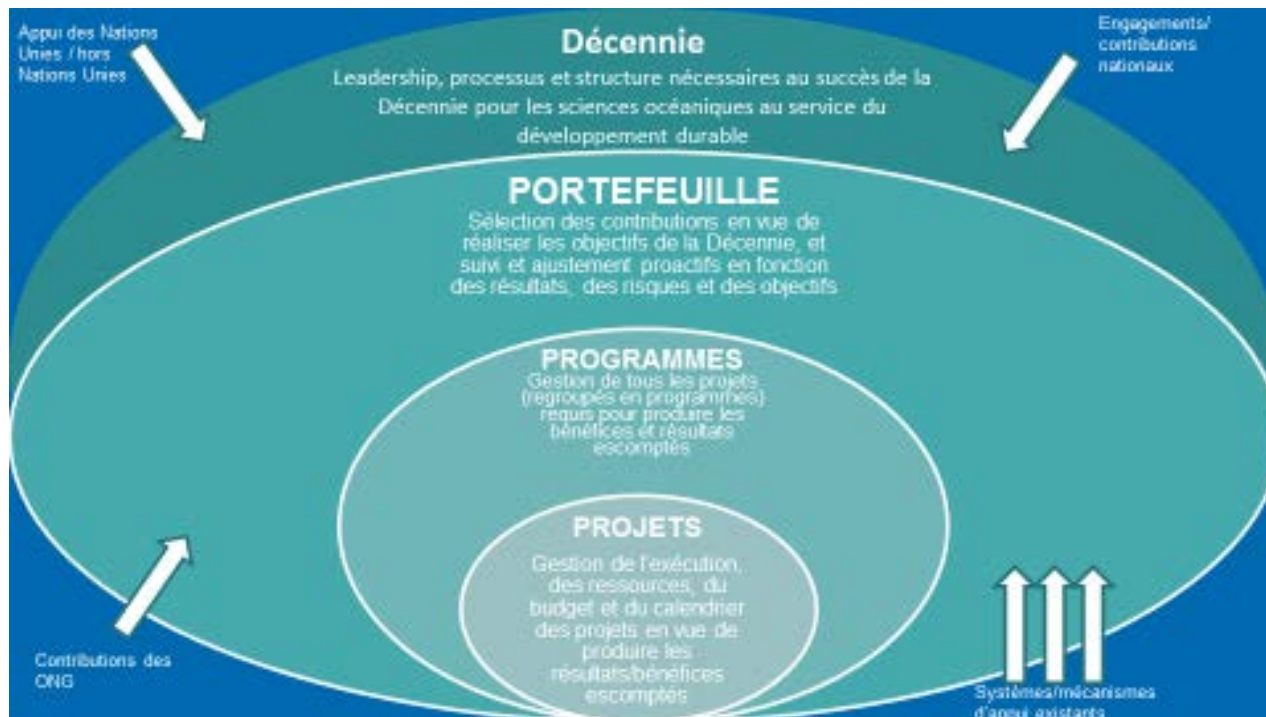 Appui des Nations
Unies / hors
Nations Unies
Décennie
Leadership, processus et structure nécessaires au succès de la
Décennie pour les sciences océaniques au service du
développement durable
Engagements/
contributions
nationaux
PORTEFEUILLE
Sélection des contributions en vue de
réaliser les objectifs de la Décennie, et
suivi et ajustement proactifs en fonction
des résultats, des risques et des objectifs
PROGRAMMES
Gestion de tous les projets
(regroupés en programmes)
requis pour produire les
bénéfices et résultats
escomptés
PROJETS
Gestion de l'exécution,
des ressources, du
budget et du calendrier
des projets en vue de
produire les
résultats/bénéfices
escomptés
Contributions des
ONG
Systèmes/mécanismes
d'appui existants